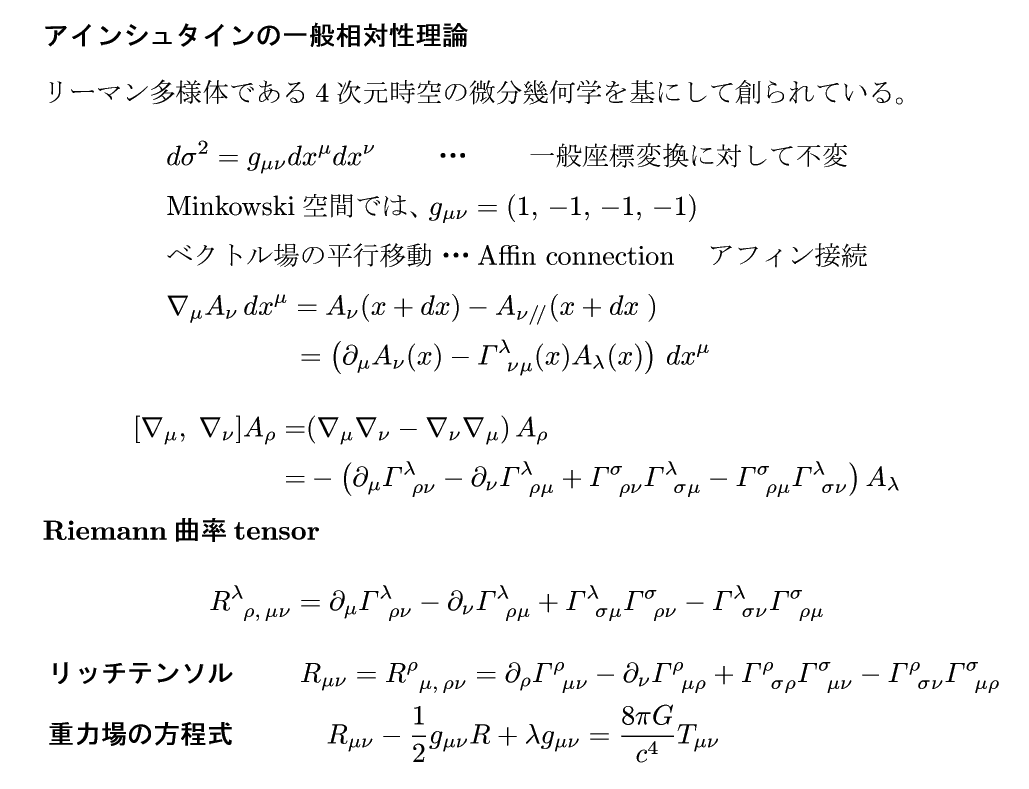 アインシュタインの一般相対性理論
リーマン多様体である 4 次元時空の微分幾何学を基にして創られている。
dσ² = g_{μν}dx^μdx^ν ••• 一般座標変換に対して不変
Minkowski 空間では、g_{μν} = (1, −1, −1, −1)
ベクトル場の平行移動 ••• Affin connection アフィン接続
∇_μA_ν dx^μ = A_ν(x + dx) − A_{ν//}(x + dx )
= (∂_μA_ν(x) − Γ^λ_{νμ}(x)A_λ(x)) dx^μ
[∇_μ, ∇_ν]A_ρ =(∇_μ∇_ν − ∇_ν∇_μ) A_ρ
= − (∂_μΓ^λ_{ρν} − ∂_νΓ^λ_{ρμ} + Γ^σ_{ρν}Γ^λ_{σμ} − Γ^σ_{ρμ}Γ^λ_{σν}) A_λ
Riemann 曲率 tensor
R^λ_{ρ, μν} = ∂_μΓ^λ_{ρν} − ∂_νΓ^λ_{ρμ} + Γ^λ_{σμ}Γ^σ_{ρν} − Γ^λ_{σν}Γ^σ_{ρμ}
リッチテンソル R_{μν} = R^ρ_{μ, ρν} = ∂_ρΓ^ρ_{μν} − ∂_νΓ^ρ_{μρ} + Γ^ρ_{σρ}Γ^σ_{μν} − Γ^ρ_{σν}Γ^σ_{μρ}
重力場の方程式 R_{μν} − \frac{1}{2}g_{μν}R + λg_{μν} = \frac{8πG}{c⁴}T_{μν}